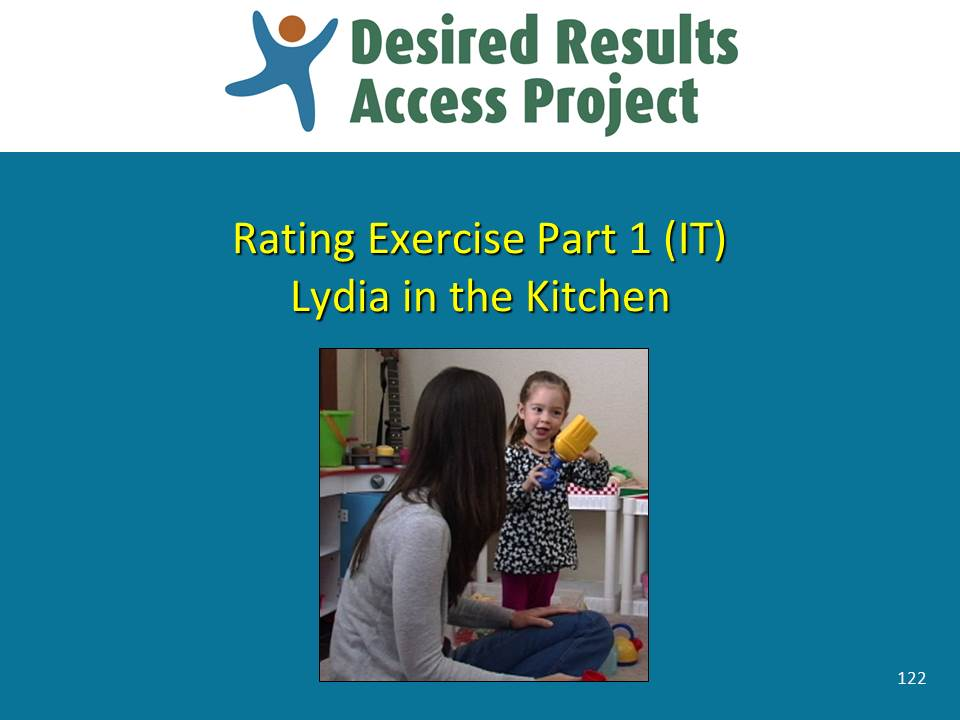 Desired Results
Access Project
Rating Exercise Part 1 (IT)
Lydia in the Kitchen
122